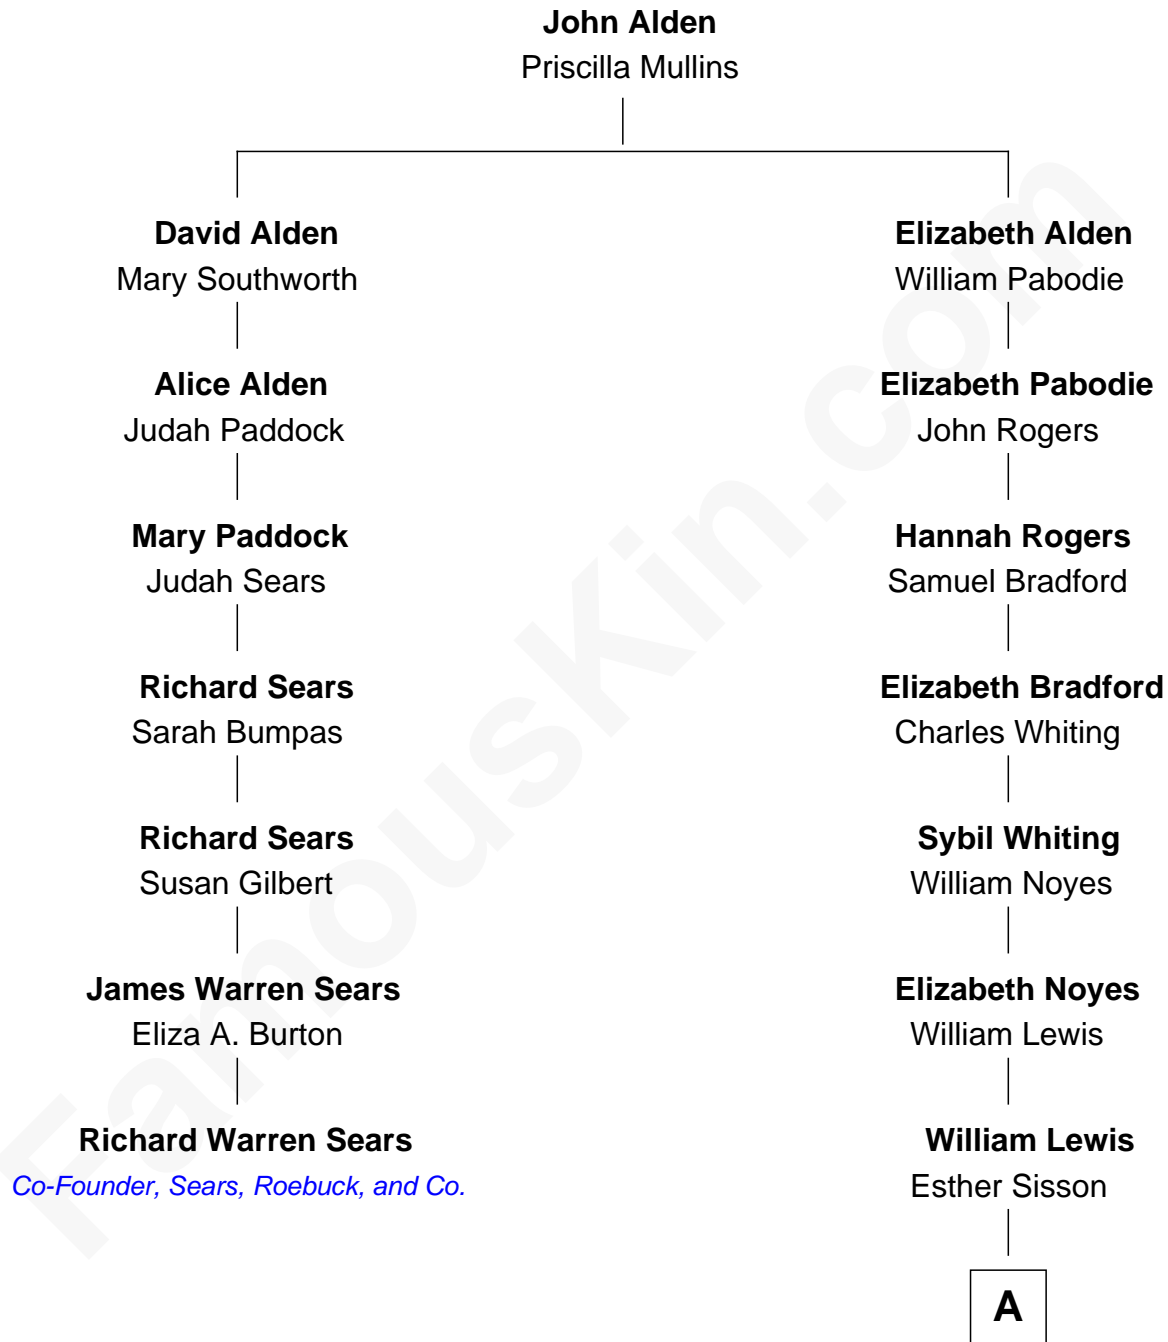 John Alden
Priscilla Mullins
David Alden
Mary Southworth
Alice Alden
Judah Paddock
Mary Paddock
Judah Sears
Richard Sears
Sarah Bumpas
Richard Sears
Susan Gilbert
James Warren Sears
Eliza A. Burton
Richard Warren Sears
Co-Founder, Sears, Roebuck, and Co.
Elizabeth Alden
William Pabodie
Elizabeth Pabodie
John Rogers
Hannah Rogers
Samuel Bradford
Elizabeth Bradford
Charles Whiting
Sybil Whiting
William Noyes
Elizabeth Noyes
William Lewis
William Lewis
Esther Sisson
A
FamousKin.com